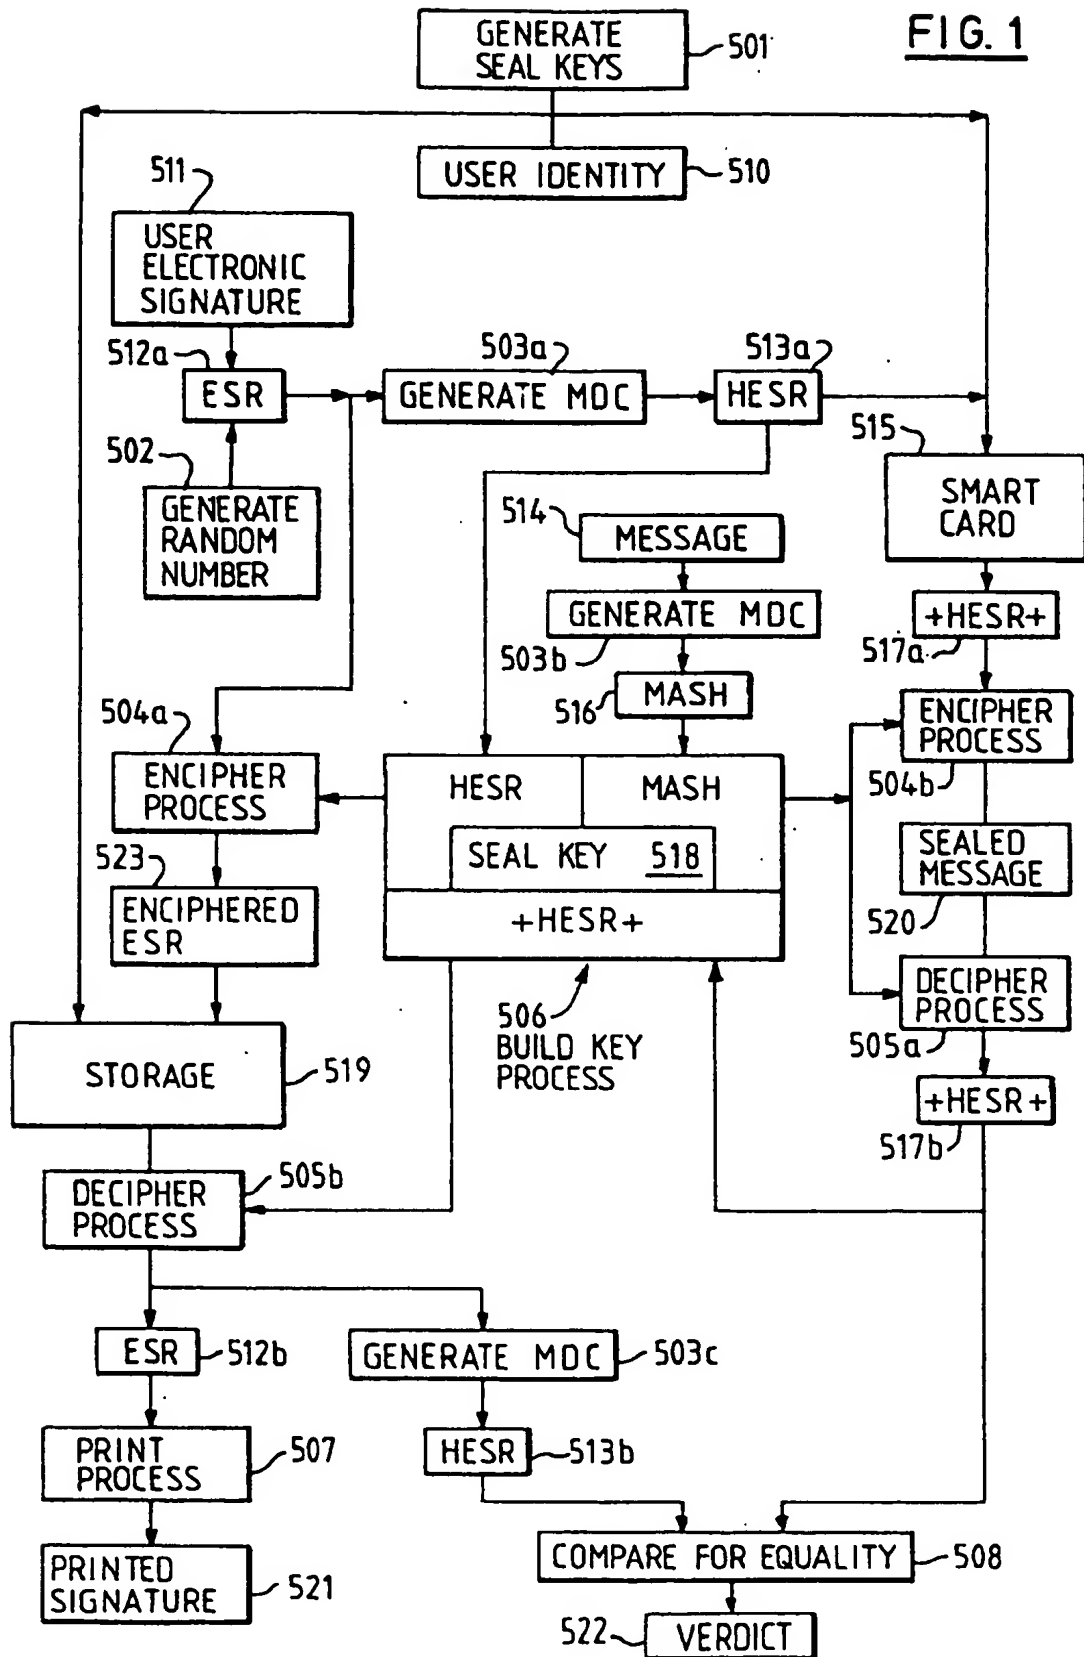 FIG. 1
GENERATE
SEAL KEYS
501
USER IDENTITY
510
511
USER
ELECTRONIC
SIGNATURE
512a
ESR
503a
GENERATE MDC
513a
HESR
502
GENERATE
RANDOM
NUMBER
515
SMART
CARD
514
MESSAGE
GENERATE MDC
503b
+HESR+
517a
516
MASH
504a
ENCIPHER
PROCESS
HESR
MASH
SEAL KEY 518
+HESR+
ENCIPHER
PROCESS
504b
523
ENCIPHERED
ESR
SEALED
MESSAGE
520
506
BUILD KEY
PROCESS
DECIPHER
PROCESS
505a
STORAGE
519
+HESR+
517b
DECIPHER
PROCESS
505b
ESR
512b
GENERATE MDC
503c
PRINT
PROCESS
507
HESR
513b
PRINTED
SIGNATURE
521
COMPARE FOR EQUALITY
508
522
VERDICT